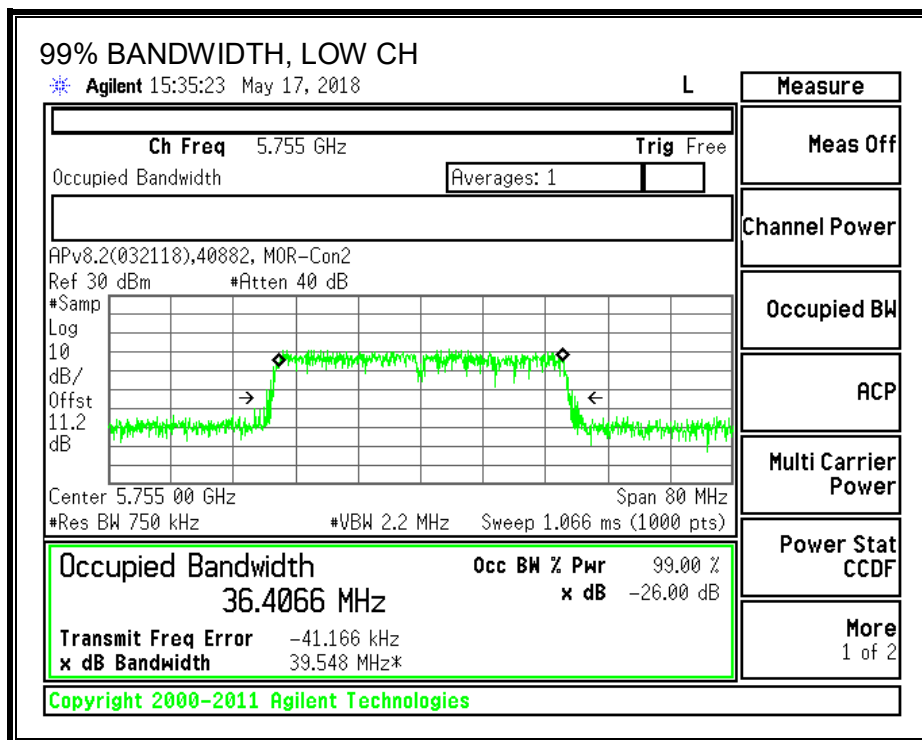 99% BANDWIDTH, LOW CH
Agilent 15:35:23 May 17, 2018 L
Measure
Ch Freq 5.755 GHz Trig Free
Meas Off
Occupied Bandwidth Averages: 1
Channel Power
APv8.2(032118),40882, MOR-Con2
Ref 30 dBm #Atten 40 dB
#Samp
Log
10
dB/
Offst
11.2
dB
Occupied BW
ACP
Multi Carrier
Power
Center 5.755 00 GHz Span 80 MHz
#Res BW 750 kHz #VBW 2.2 MHz Sweep 1.066 ms (1000 pts)
Power Stat
CCDF
Occupied Bandwidth Occ BW % Pwr 99.00 %
36.4066 MHz x dB -26.00 dB
Transmit Freq Error -41.166 kHz
x dB Bandwidth 39.548 MHz*
More
1 of 2
Copyright 2000-2011 Agilent Technologies